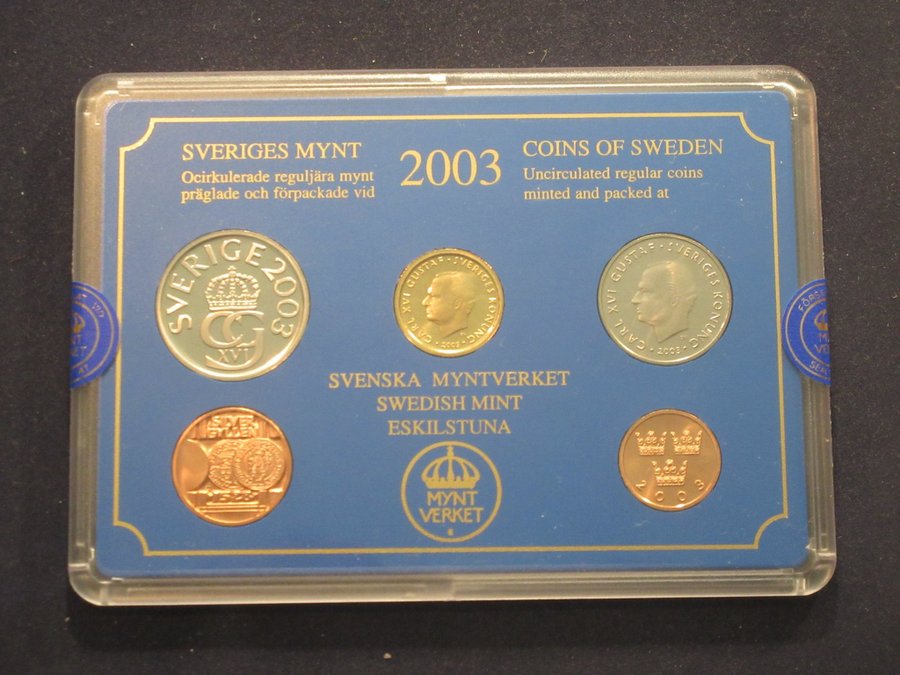 SVERIGES MYNT
Ocirkulerade reguljära mynt
präglade och förpackade vid
2003
COINS OF SWEDEN
Uncirculated regular coins
minted and packed at
SVERIGE 2003
CG
XVI
CARL XVI GUSTAF · SVERIGES KONUNG
· 2003 ·
CARL XVI GUSTAF · SVERIGES KONUNG
· 2003 ·
SVENSKA MYNTVERKET
SWEDISH MINT
ESKILSTUNA
MYNT
VERKET
2003
MYNT